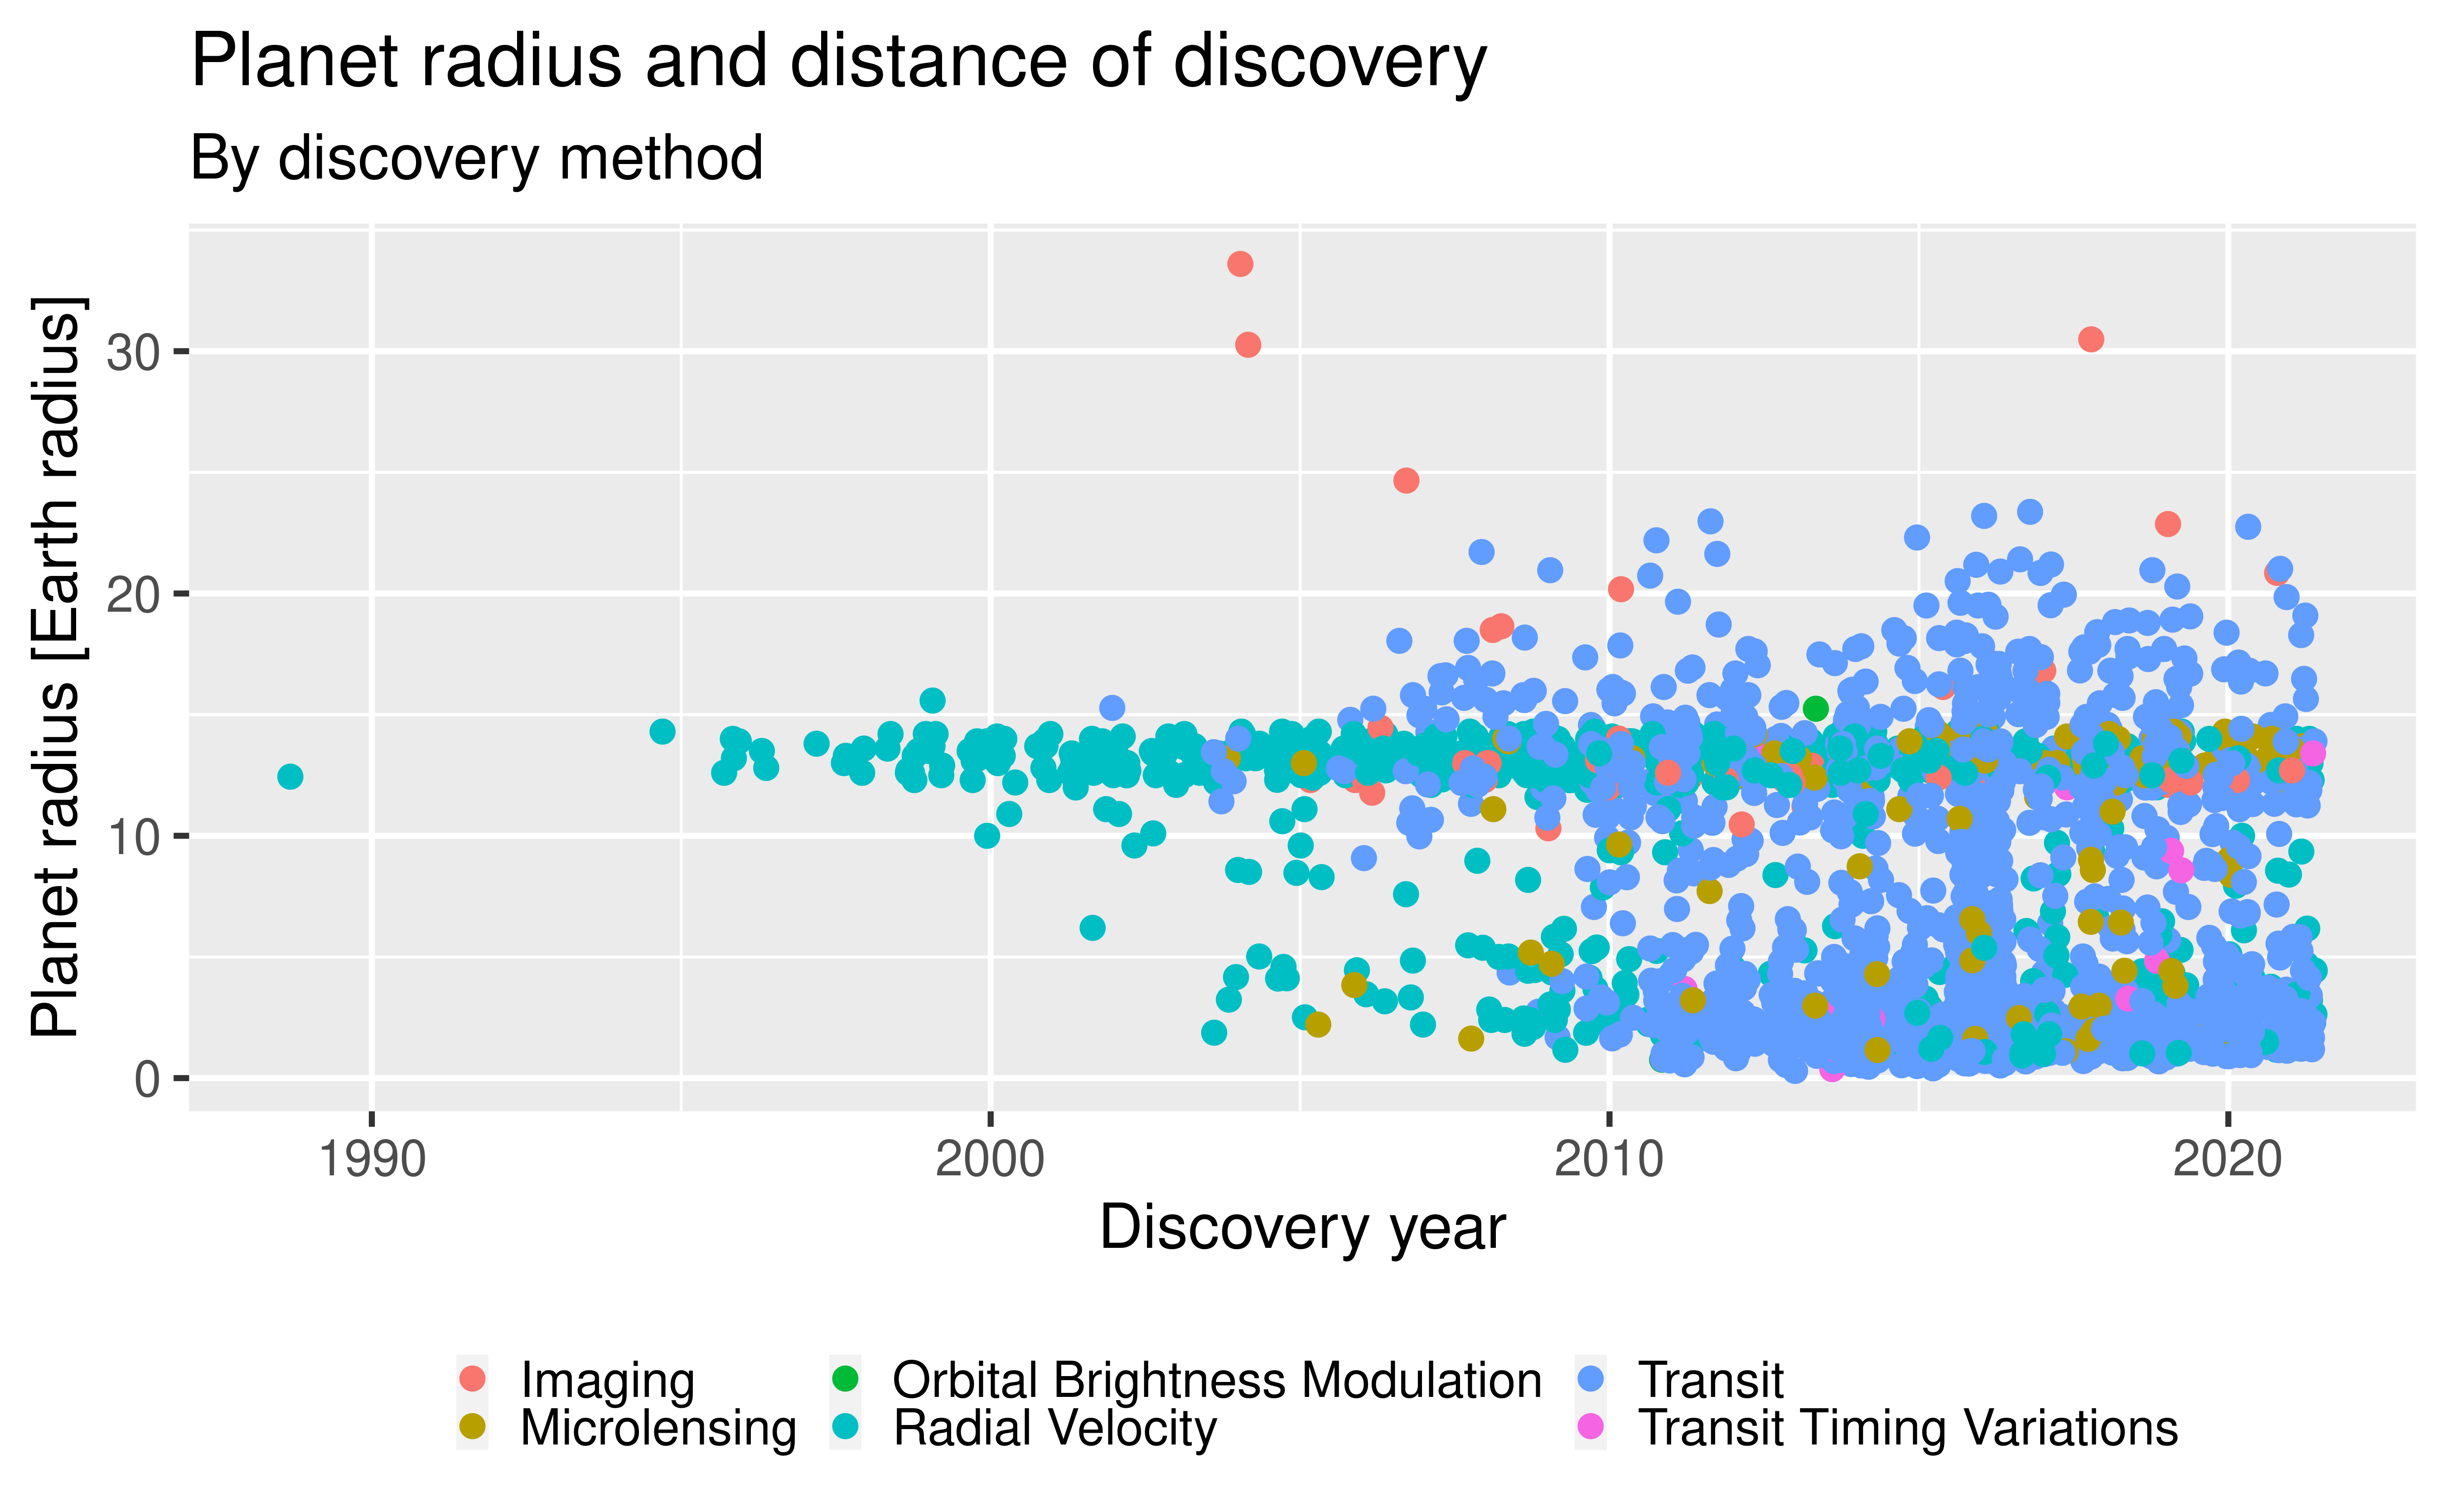 Planet radius and distance of discovery
By discovery method
Planet radius [Earth radius]
30
20
10
0
1990 2000 2010 2020
Discovery year
Imaging Orbital Brightness Modulation Transit
Microlensing Radial Velocity Transit Timing Variations